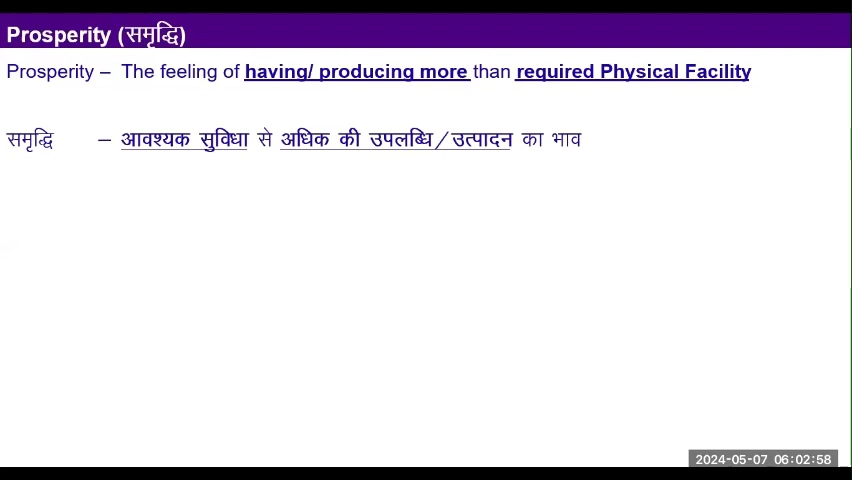 Prosperity (समृद्धि)
Prosperity – The feeling of having/ producing more than required Physical Facility
समृद्धि – आवश्यक सुविधा से अधिक की उपलब्धि/उत्पादन का भाव
2024-05-07 06:02:58